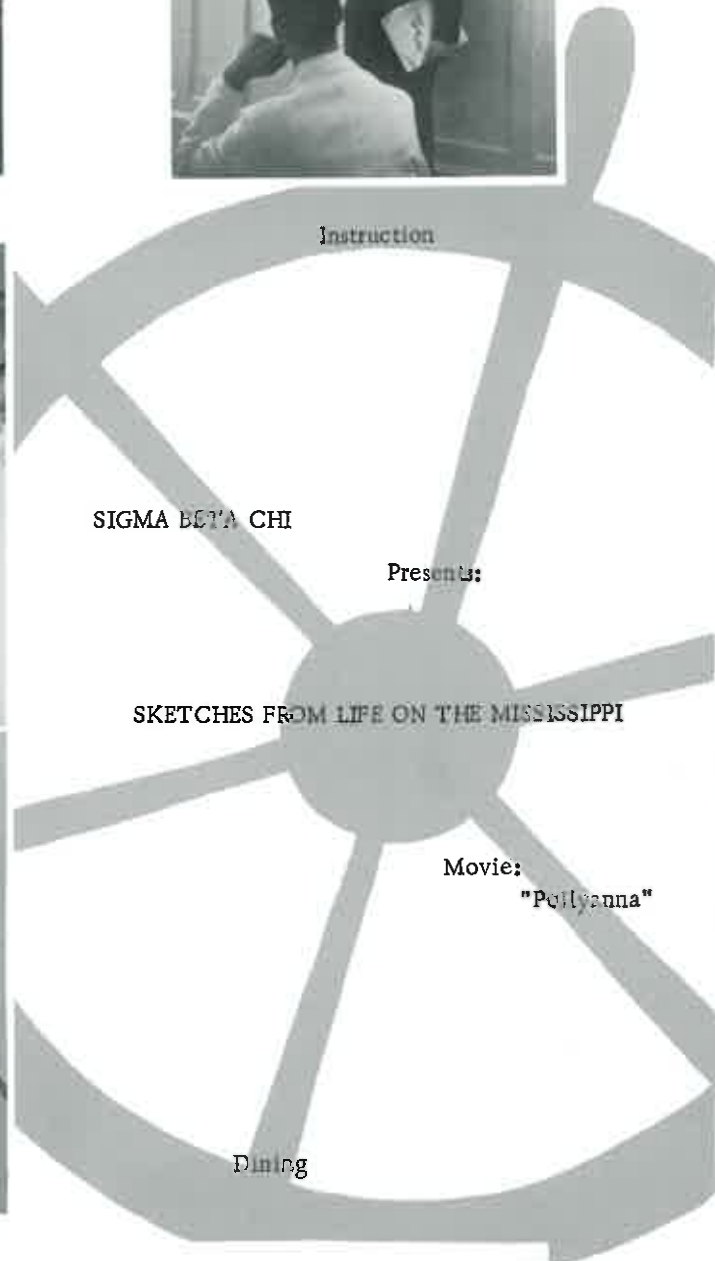 Instruction
SIGMA BETA CHI
Presents:
SKETCHES FROM LIFE ON THE MISSISSIPPI
Movie:
"Pollyanna"
Dining